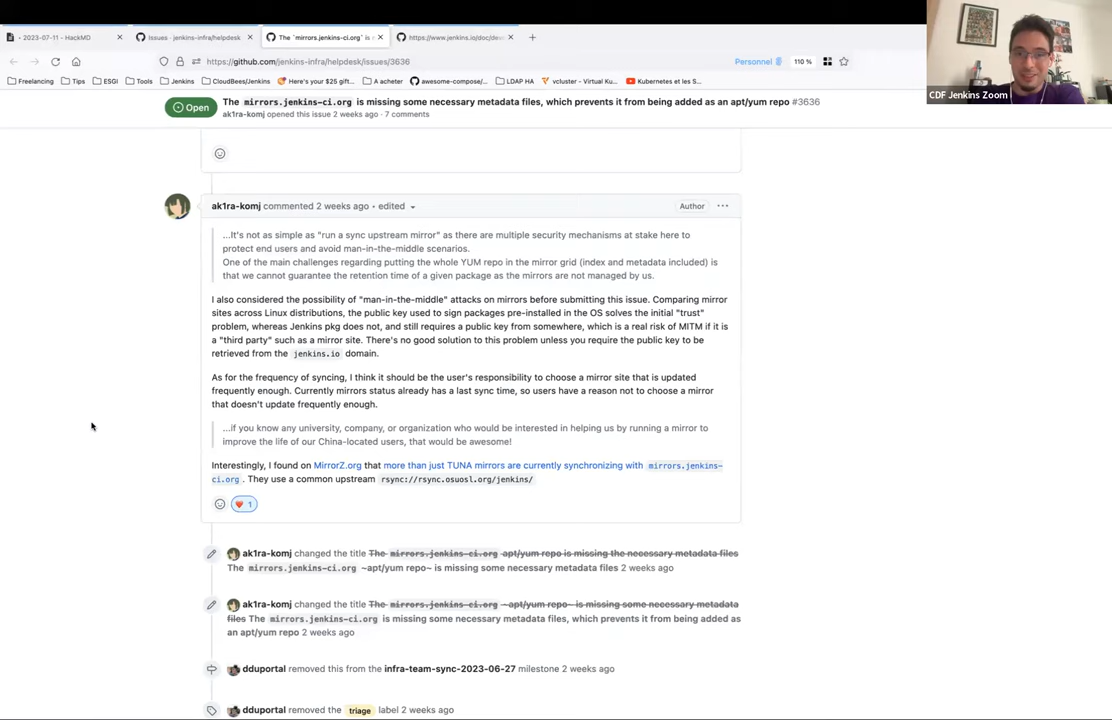 - 2023-07-11 - HackMD
Issues · jenkins-infra/helpdesk
The `mirrors.jenkins-ci.org` is m
https://www.jenkins.io/doc/des
https://github.com/jenkins-infra/helpdesk/issues/3636
Personnel
110 %
Freelancing
Tips
ESGI
Tools
Jenkins
CloudBees/Jenkins
Here's your $25 gift...
A acheter
awesome-compose/...
LDAP HA
vcluster - Virtual Ku...
Kubernetes et les S...
CDF Jenkins Zoom
Open
The mirrors.jenkins-ci.org is missing some necessary metadata files, which prevents it from being added as an apt/yum repo #3636
ak1ra-komj opened this issue 2 weeks ago · 7 comments
ak1ra-komj commented 2 weeks ago • edited
Author
...It's not as simple as "run a sync upstream mirror" as there are multiple security mechanisms at stake here to
protect end users and avoid man-in-the-middle scenarios.
One of the main challenges regarding putting the whole YUM repo in the mirror grid (index and metadata included) is
that we cannot guarantee the retention time of a given package as the mirrors are not managed by us.
I also considered the possibility of "man-in-the-middle" attacks on mirrors before submitting this issue. Comparing mirror
sites across Linux distributions, the public key used to sign packages pre-installed in the OS solves the initial "trust"
problem, whereas Jenkins pkg does not, and still requires a public key from somewhere, which is a real risk of MITM if it is
a "third party" such as a mirror site. There's no good solution to this problem unless you require the public key to be
retrieved from the jenkins.io domain.
As for the frequency of syncing, I think it should be the user's responsibility to choose a mirror site that is updated
frequently enough. Currently mirrors status already has a last sync time, so users have a reason not to choose a mirror
that doesn't update frequently enough.
...if you know any university, company, or organization who would be interested in helping us by running a mirror to
improve the life of our China-located users, that would be awesome!
Interestingly, I found on MirrorZ.org that more than just TUNA mirrors are currently synchronizing with mirrors.jenkins-
ci.org . They use a common upstream rsync://rsync.osuosl.org/jenkins/
1
ak1ra-komj changed the title The mirrors.jenkins-ci.org apt/yum repo is missing the necessary metadata files
The mirrors.jenkins-ci.org ~apt/yum repo~ is missing some necessary metadata files 2 weeks ago
ak1ra-komj changed the title The mirrors.jenkins-ci.org ~apt/yum repo~ is missing some necessary metadata
files The mirrors.jenkins-ci.org is missing some necessary metadata files, which prevents it from being added as
an apt/yum repo 2 weeks ago
dduportal removed this from the infra-team-sync-2023-06-27 milestone 2 weeks ago
dduportal removed the triage label 2 weeks ago